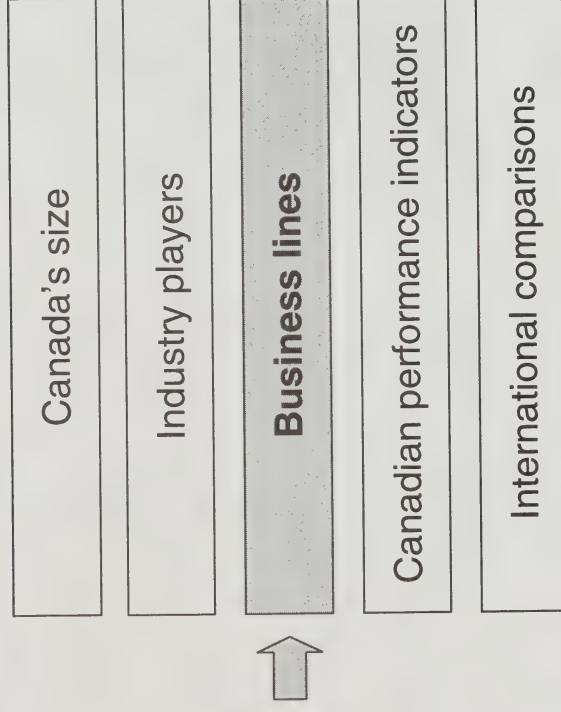 Canada's size
Industry players
Business lines
Canadian performance indicators
International comparisons